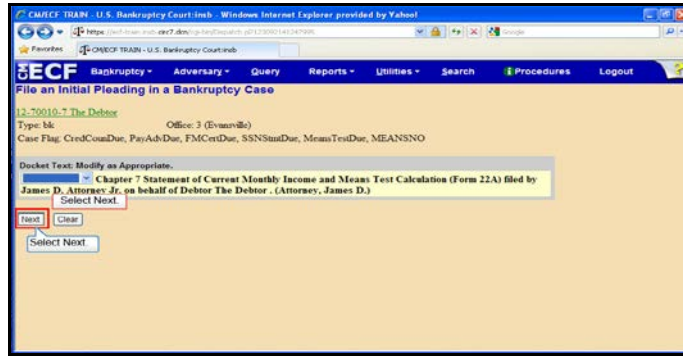 CM/ECF TRAIN - U.S. Bankruptcy Court:insb - Windows Internet Explorer provided by Yahoo!
Google
Favorites CM/ECF TRAIN - U.S. Bankruptcy Court:insb
ECF Bankruptcy Adversary Query Reports Utilities Search Procedures Logout ?
File an Initial Pleading in a Bankruptcy Case
12-70010-7 The Debtor
Type: bk Office: 3 (Evansville)
Case Flag: CredCounDue, PayAdvDue, FMCertDue, SSNStmtDue, MeansTestDue, MEANSNO
Docket Text: Modify as Appropriate.
Chapter 7 Statement of Current Monthly Income and Means Test Calculation (Form 22A) filed by
James D. Attorney Jr. on behalf of Debtor The Debtor . (Attorney, James D.)
Select Next.
Next Clear
Select Next.